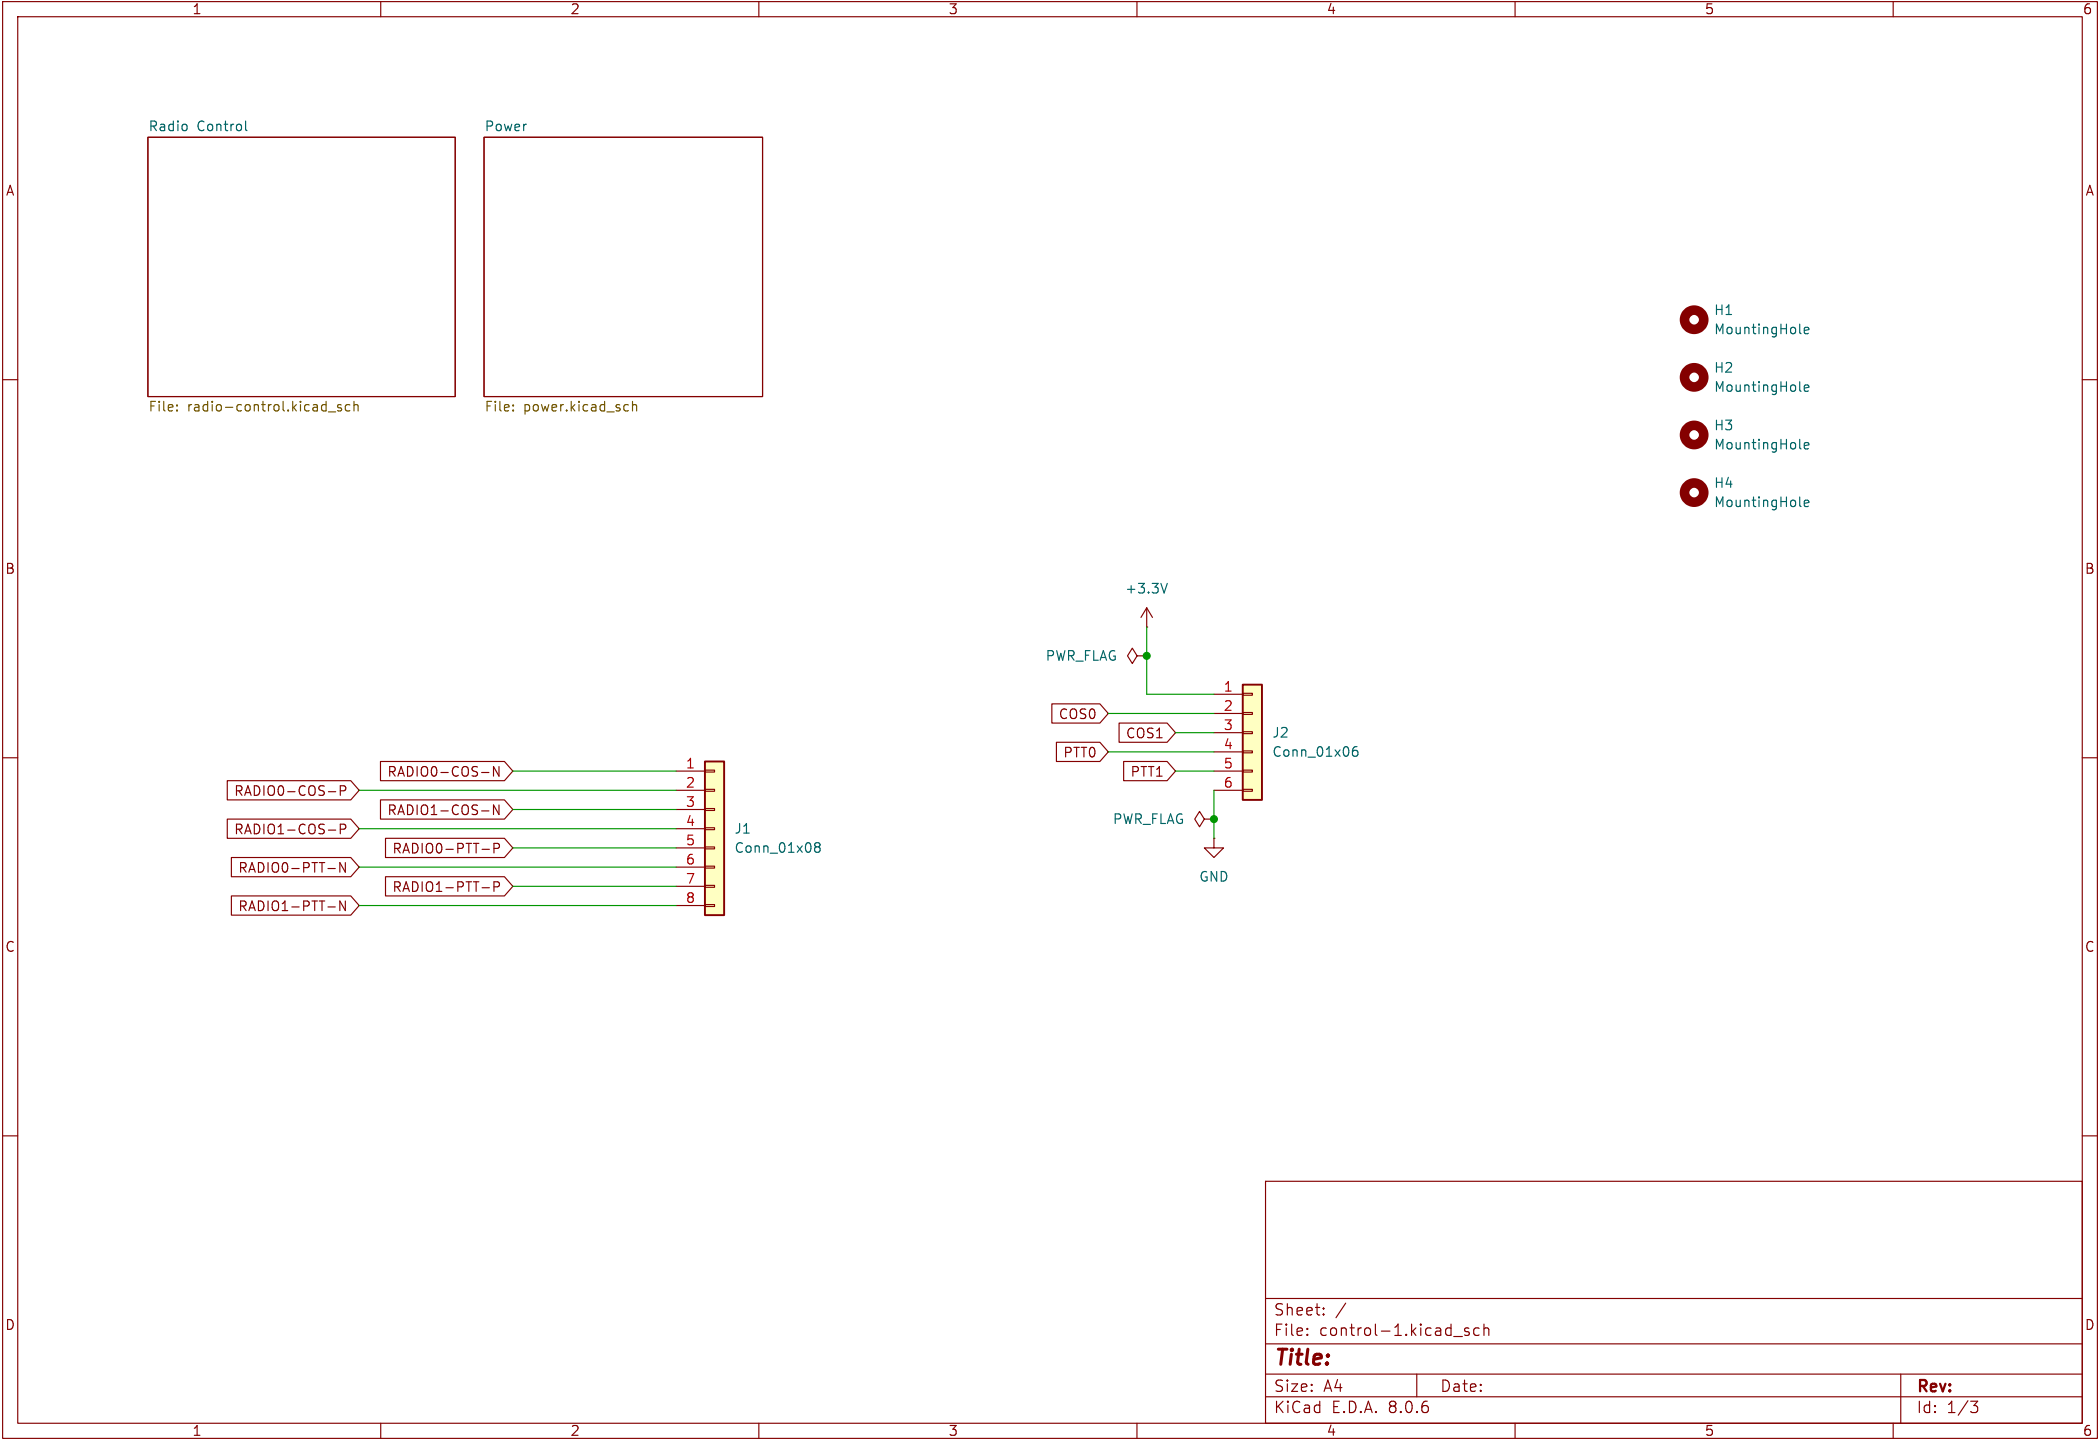 1 2 3 4 5 6
Radio Control
Power
A
A
File: radio-control.kicad_sch
File: power.kicad_sch
H1
MountingHole
H2
MountingHole
H3
MountingHole
H4
MountingHole
B
B
+3.3V
PWR_FLAG
1
COS0
2
COS1
3
PTT0
4
PTT1
5
6
J2
Conn_01x06
PWR_FLAG
GND
RADIO0-COS-N
1
RADIO0-COS-P
2
RADIO1-COS-N
3
RADIO1-COS-P
4
RADIO0-PTT-P
5
RADIO0-PTT-N
6
RADIO1-PTT-P
7
RADIO1-PTT-N
8
J1
Conn_01x08
C
C
D
D
Sheet: /
File: control-1.kicad_sch
Title:
Size: A4
Date:
Rev:
KiCad E.D.A. 8.0.6
Id: 1/3
1 2 3 4 5 6